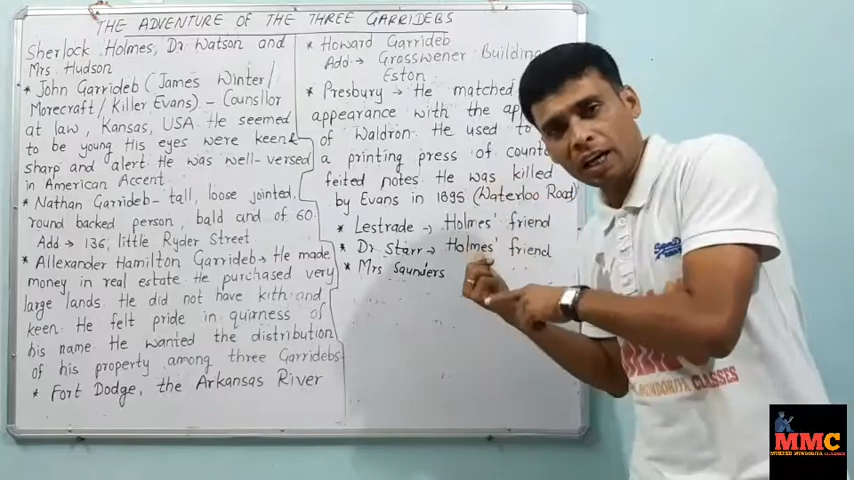 THE ADVENTURE OF THE THREE GARRIDEBS
Sherlock Holmes, Dr Watson and
Mrs. Hudson
* John Garrideb (James Winter/
Morecraft/Killer Evans) - Counsllor
at law, Kansas, USA. He seemed
to be young. His eyes were keen &
sharp and alert. He was well-versed
in American Accent.
* Nathan Garrideb - tall, loose jointed,
round backed person, bald and of 60.
Add → 136, little Ryder Street
* Allexander Hamilton Garrideb → He made
money in real estate. He purchased very
large lands. He did not have kith and
keen. He felt pride in quirness of
his name. He wanted the distribution
of his property among three Garridebs
* Fort Dodge, the Arkansas River
* Howard Garrideb
Add → Grosswener Building
Eston
* Presbury → He matched
appearance with the
of Waldron. He used to
a printing press of
feited notes. He was killed
by Evans in 1895 (Waterloo Road)
* Lestrade → Holmes' friend
* Dr Starr → Holmes' friend
* Mrs Saunders
CLASSES
MMC